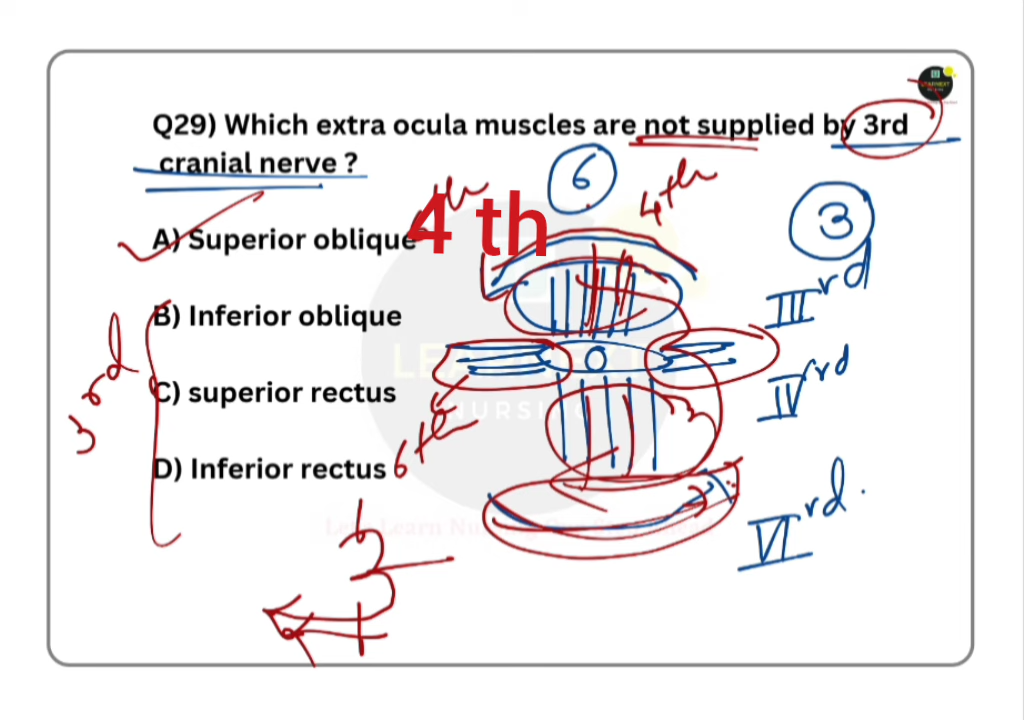 Q29) Which extra ocula muscles are not supplied by 3rd
cranial nerve ?
6
4th
3
A) Superior oblique
4 th
III rd
B) Inferior oblique
3rd
IV rd
C) superior rectus
NURSING
6th
D) Inferior rectus 6
VI rd.